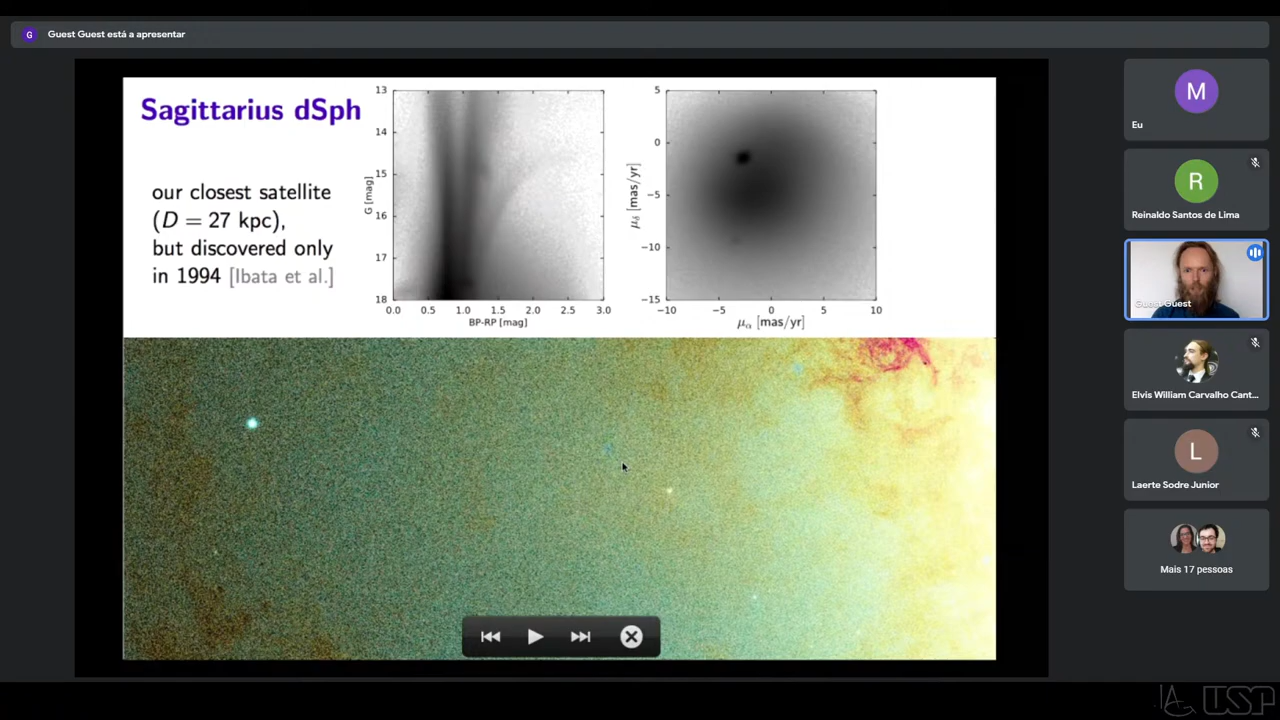 G
Guest Guest está a apresentar
Sagittarius dSph
our closest satellite
(D = 27 kpc),
but discovered only
in 1994 [Ibata et al.]
13
14
15
16
17
18
G [mag]
0.0 0.5 1.0 1.5 2.0 2.5 3.0
BP-RP [mag]
5
0
−5
−10
−15
μδ [mas/yr]
−10 −5 0 5 10
μα [mas/yr]
M
Eu
R
Reinaldo Santos de Lima
Guest Guest
Elvis William Carvalho Cant...
L
Laerte Sodre Junior
Mais 17 pessoas
USP